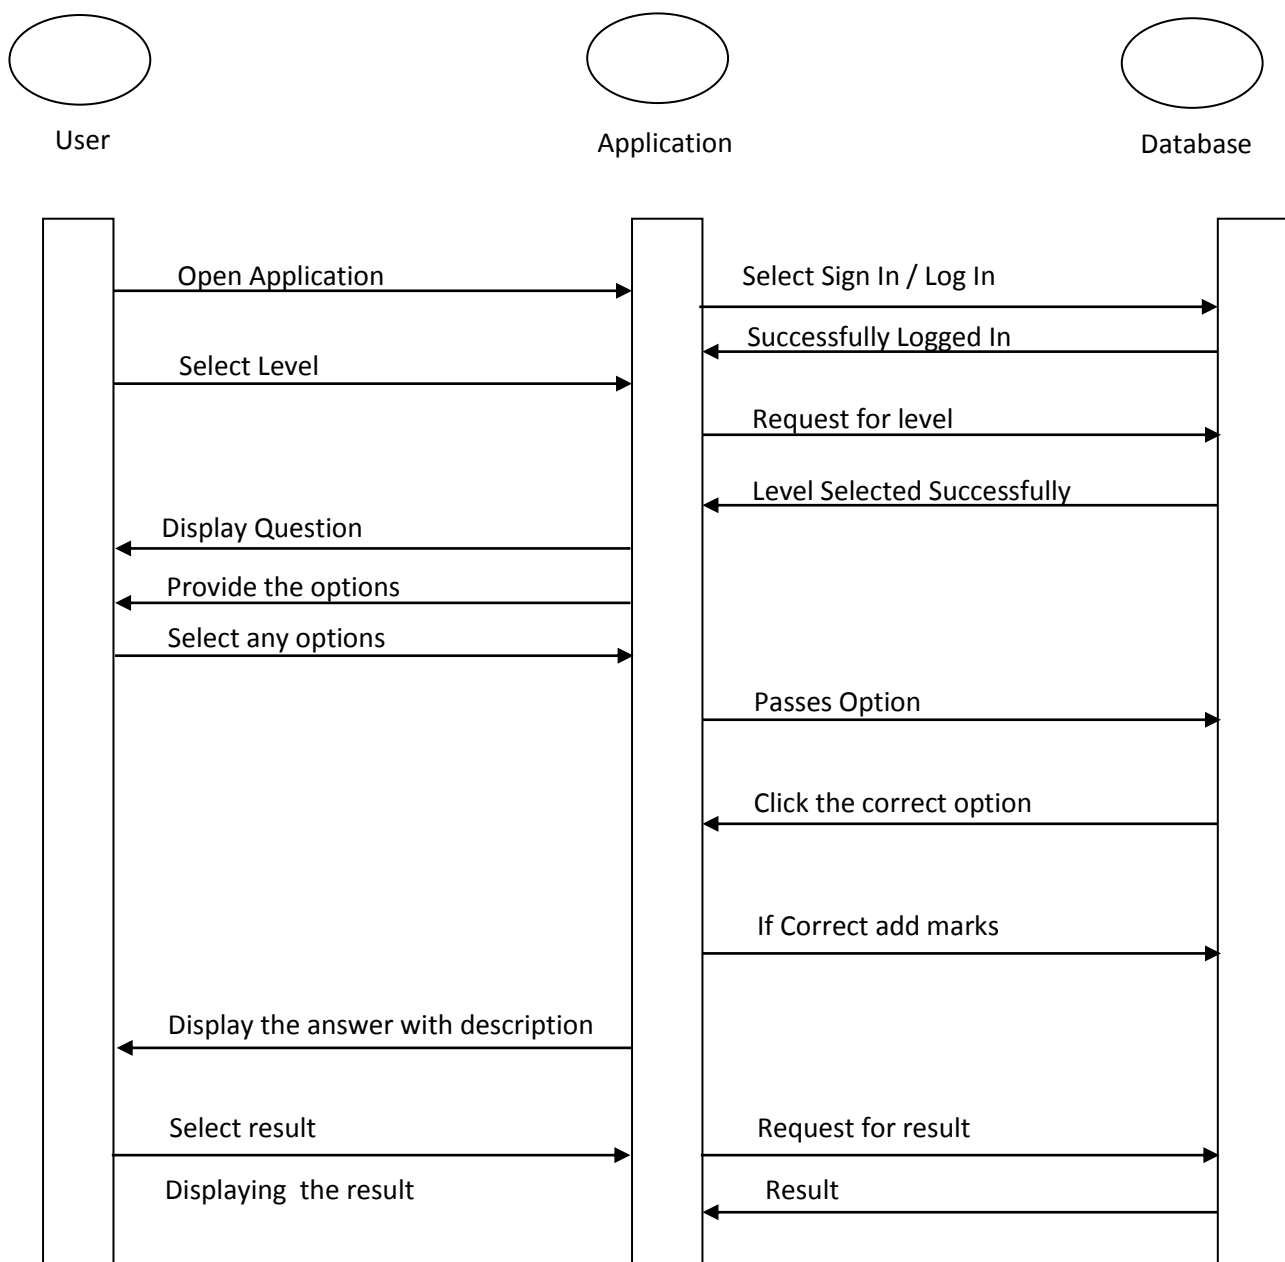 User
Application
Database
Open Application
Select Sign In / Log In
Successfully Logged In
Select Level
Request for level
Level Selected Successfully
Display Question
Provide the options
Select any options
Passes Option
Click the correct option
If Correct add marks
Display the answer with description
Select result
Request for result
Displaying  the result
Result